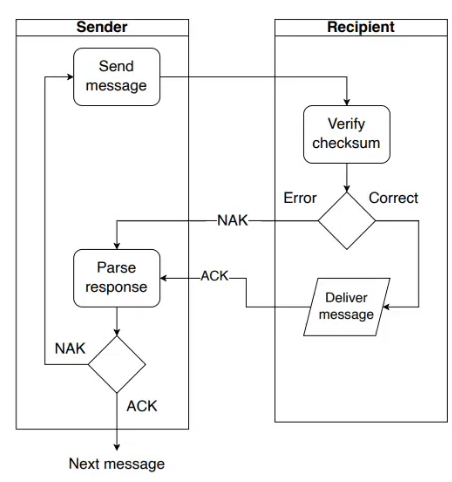 Sender
Recipient
Send
message
Verify
checksum
Error
Correct
NAK
Parse
response
ACK
Deliver
message
NAK
ACK
Next message